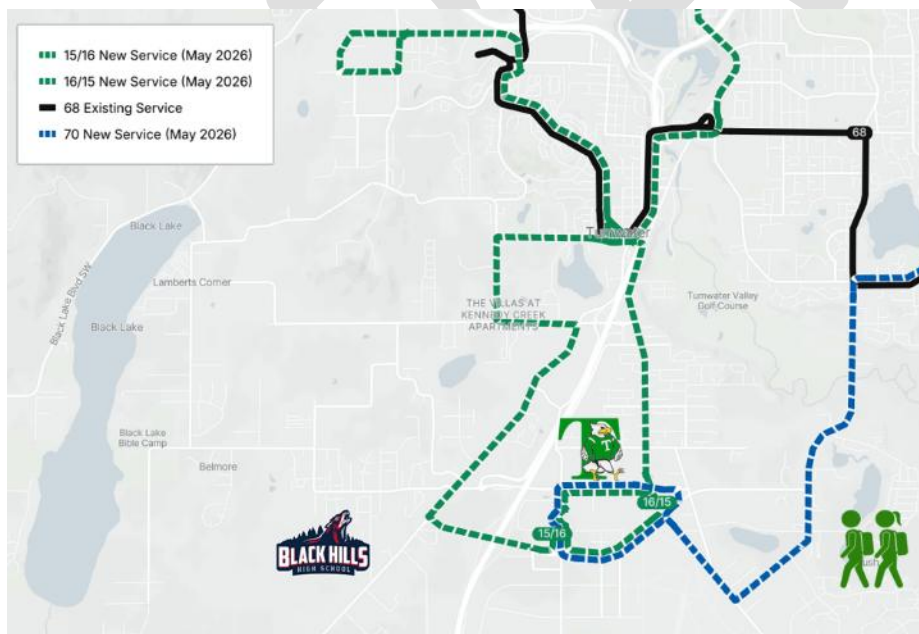 15/16 New Service (May 2026)
16/15 New Service (May 2026)
68 Existing Service
70 New Service (May 2026)
68
Black Lake
Tumwater
Lamberts Corner
Black Lake Blvd SW
Black Lake
THE VILLAS AT
KENNEDY CREEK
APARTMENTS
Tumwater Valley
Golf Course
T
T
Black Lake
Bible Camp
Belmore
16/15
15/16
BLACK HILLS
HIGH SCHOOL